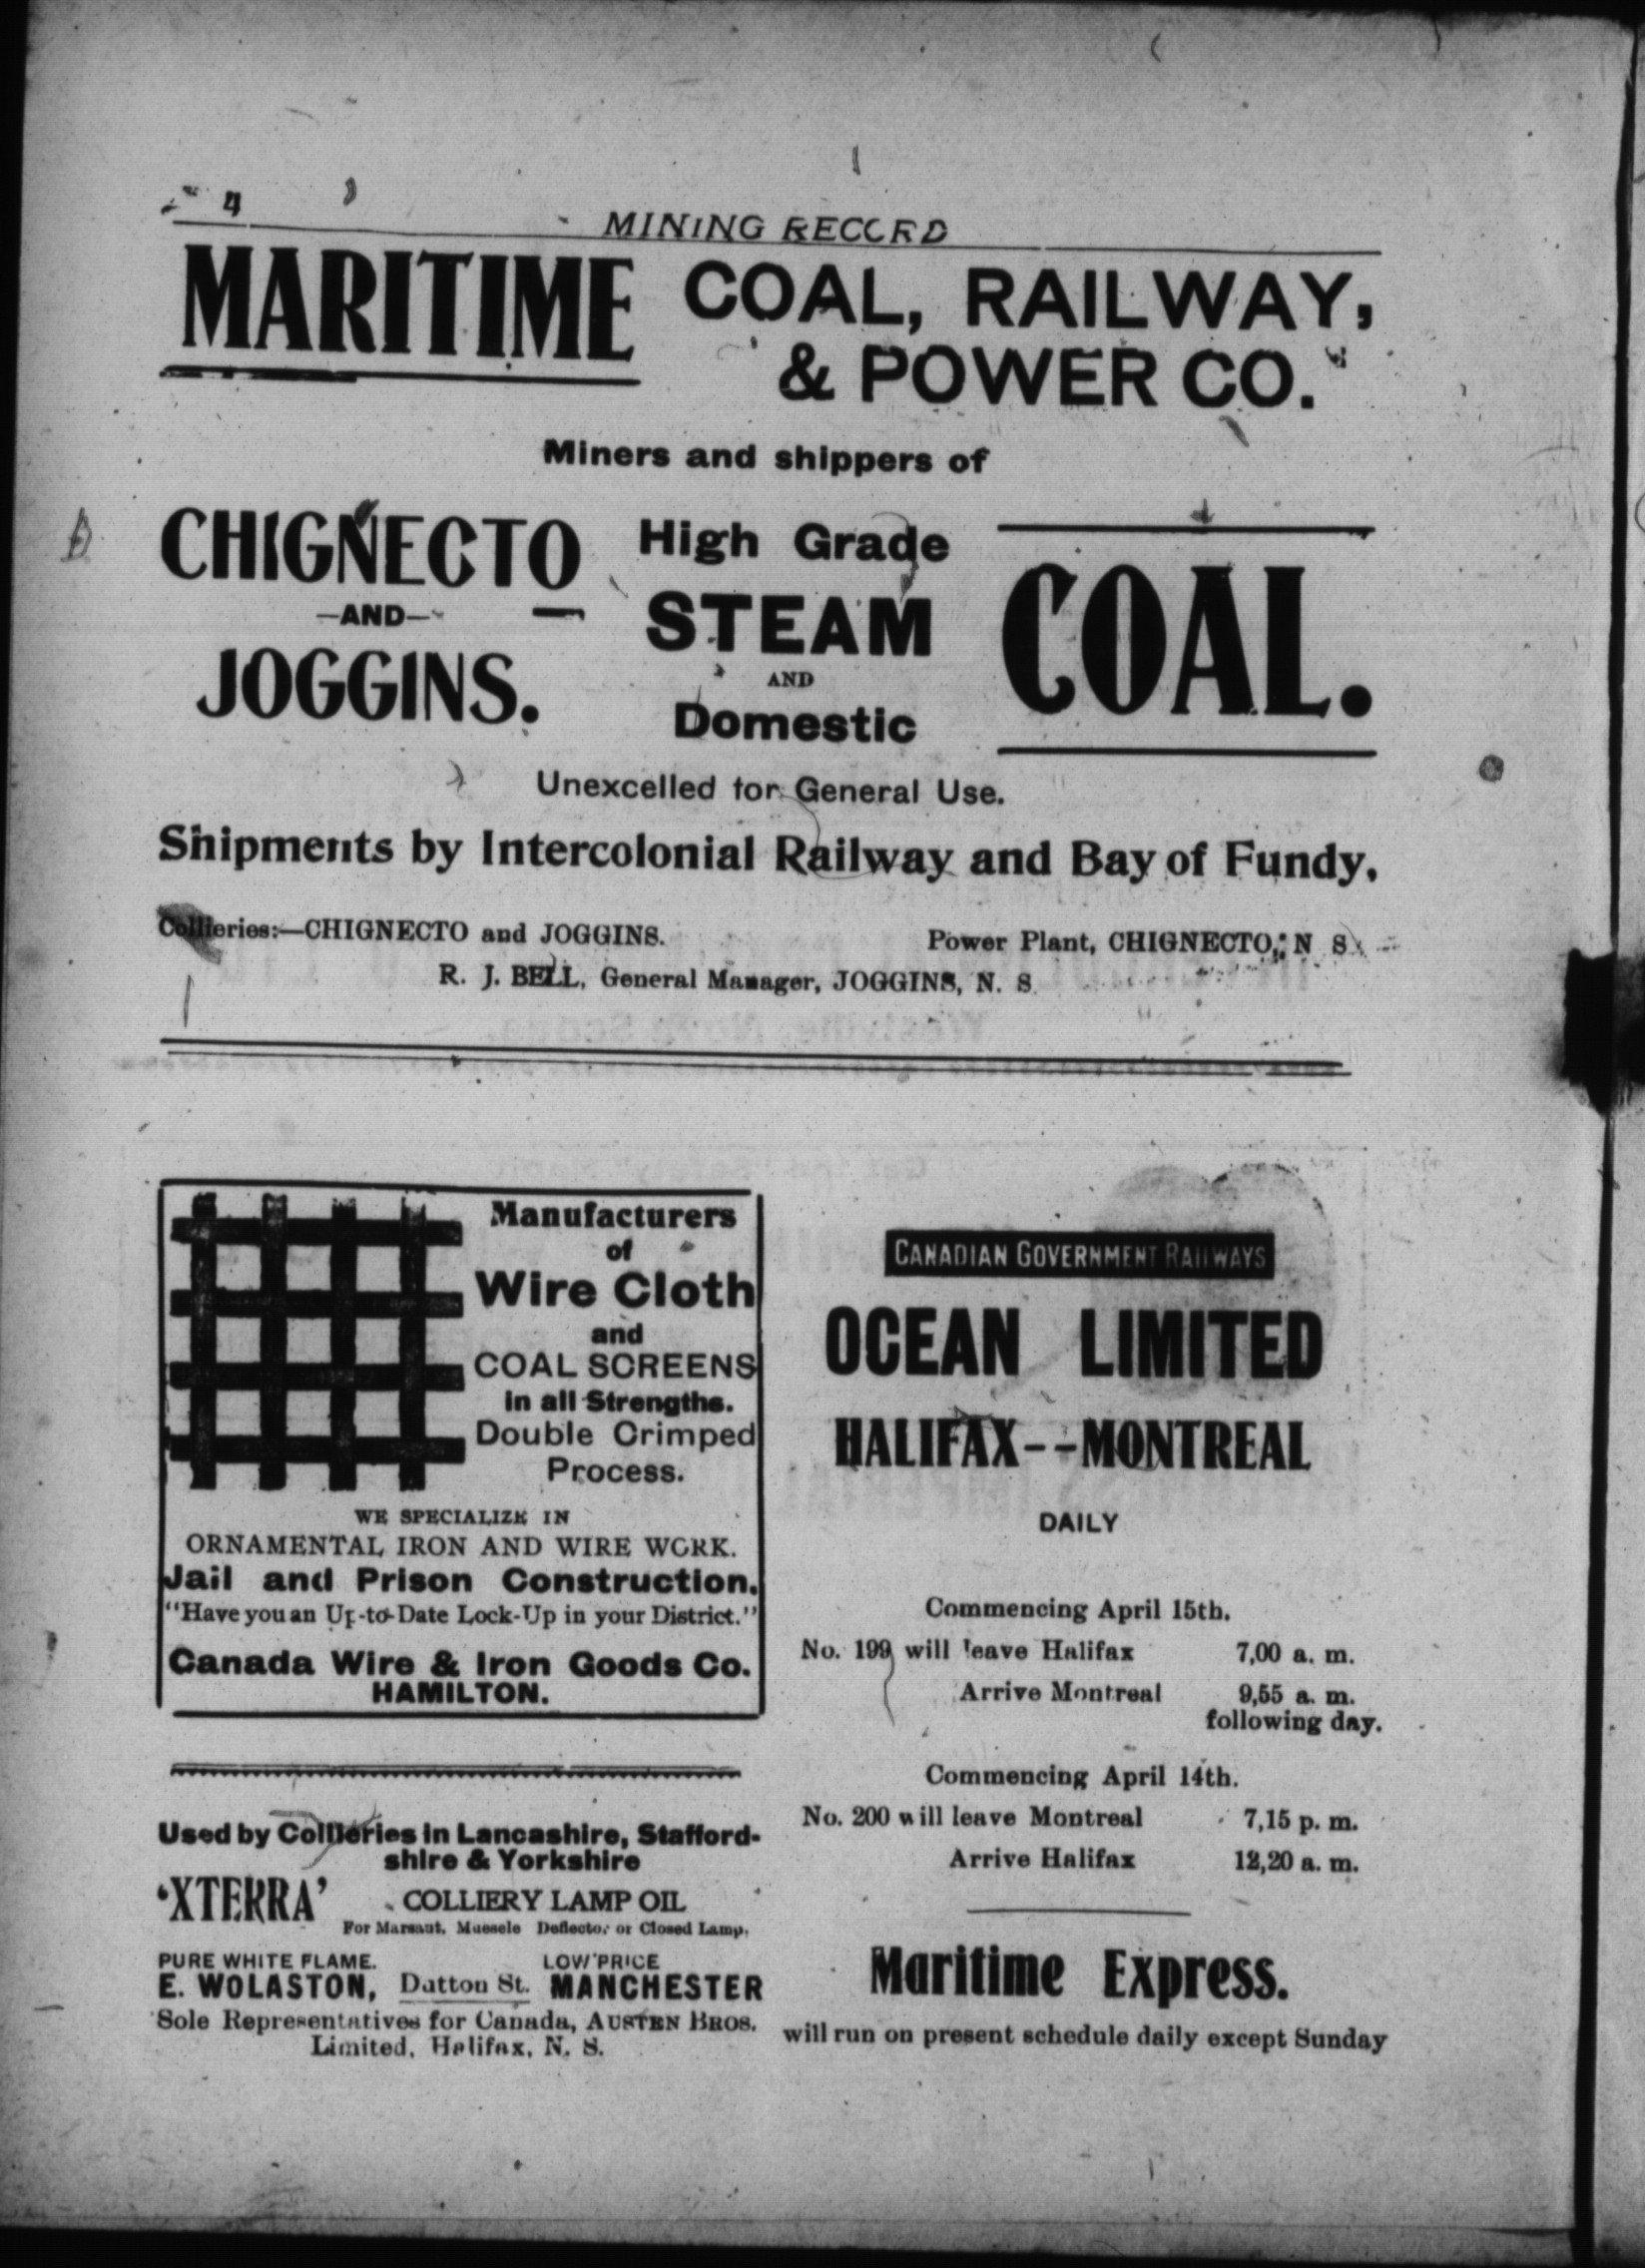 4
MINING RECCRD
MARITIME COAL, RAILWAY,
& POWER CO.
Miners and shippers of
CHIGNECTO
—AND—
JOGGINS.
High Grade
STEAM
AND
Domestic
COAL.
Unexcelled for General Use.
Shipments by Intercolonial Railway and Bay of Fundy,
Collieries:—CHIGNECTO and JOGGINS. Power Plant, CHIGNECTO, N S
R. J. BELL, General Manager, JOGGINS, N. S.
Manufacturers
of
Wire Cloth
and
COAL SCREENS
in all Strengths.
Double Crimped
Process.
WE SPECIALIZE IN
ORNAMENTAL IRON AND WIRE WORK.
Jail and Prison Construction.
"Have you an Up-to-Date Lock-Up in your District."
Canada Wire & Iron Goods Co.
HAMILTON.
Used by Collieries in Lancashire, Stafford-
shire & Yorkshire
'XTERRA' COLLIERY LAMP OIL
For Marsaut, Muesele Deflector or Closed Lamp.
PURE WHITE FLAME. LOW PRICE
E. WOLASTON, Dutton St. MANCHESTER
Sole Representatives for Canada, AUSTEN BROS.
Limited, Halifax, N. S.
CANADIAN GOVERNMENT RAILWAYS
OCEAN LIMITED
HALIFAX--MONTREAL
DAILY
Commencing April 15th.
No. 199 will leave Halifax 7,00 a. m.
Arrive Montreal 9,55 a. m.
following day.
Commencing April 14th.
No. 200 will leave Montreal 7,15 p. m.
Arrive Halifax 12,20 a. m.
Maritime Express.
will run on present schedule daily except Sunday